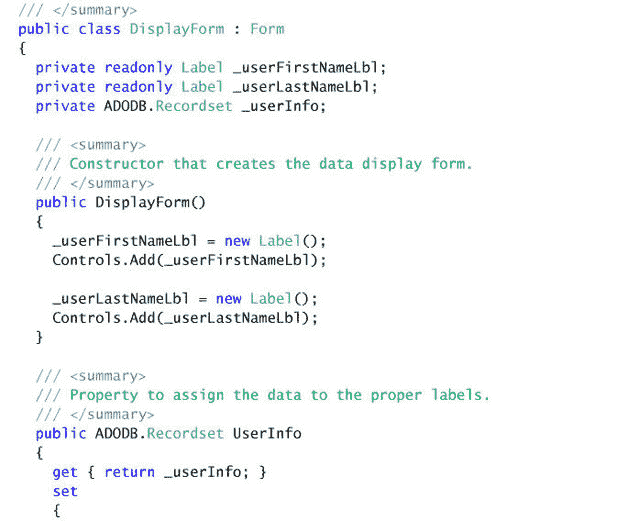 /// </summary>
public class DisplayForm : Form
{
private readonly Label _userFirstNameLbl;
private readonly Label _userLastNameLbl;
private ADODB.Recordset _userInfo;
/// <summary>
/// Constructor that creates the data display form.
/// </summary>
public DisplayForm()
{
_userFirstNameLbl = new Label();
Controls.Add(_userFirstNameLbl);
_userLastNameLbl = new Label();
Controls.Add(_userLastNameLbl);
}
/// <summary>
/// Property to assign the data to the proper labels.
/// </summary>
public ADODB.Recordset UserInfo
{
get { return _userInfo; }
set
{